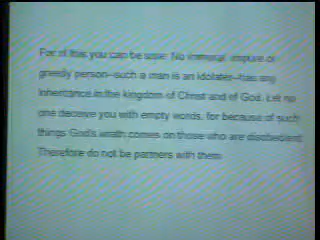 For of this you can be sure: No immoral, impure or
greedy person--such a man is an idolater--has any
inheritance in the kingdom of Christ and of God. Let no
one deceive you with empty words, for because of such
things God's wrath comes on those who are disobedient.
Therefore do not be partners with them.